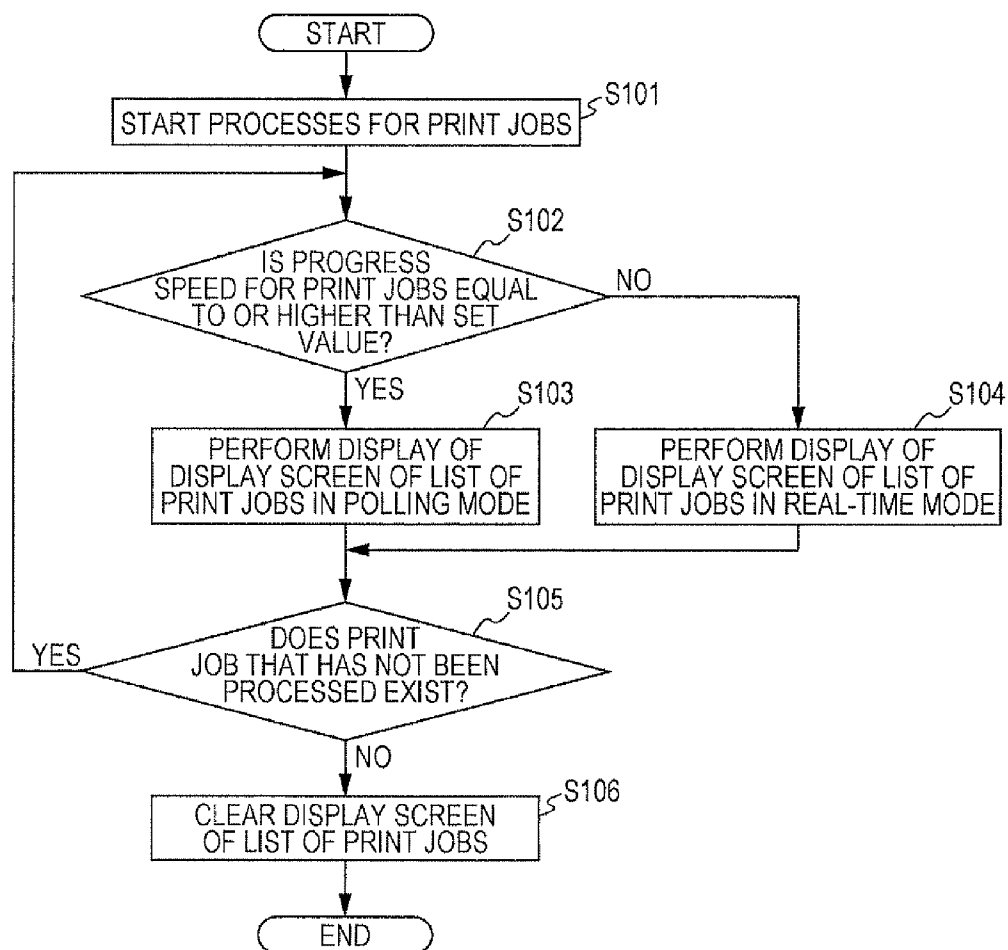 START
S101
START PROCESSES FOR PRINT JOBS
S102
IS PROGRESS
SPEED FOR PRINT JOBS EQUAL
TO OR HIGHER THAN SET
VALUE?
NO
YES
S103
PERFORM DISPLAY OF
DISPLAY SCREEN OF LIST OF
PRINT JOBS IN POLLING MODE
S104
PERFORM DISPLAY OF
DISPLAY SCREEN OF LIST OF
PRINT JOBS IN REAL-TIME MODE
S105
DOES PRINT
JOB THAT HAS NOT BEEN
PROCESSED EXIST?
YES
NO
S106
CLEAR DISPLAY SCREEN
OF LIST OF PRINT JOBS
END